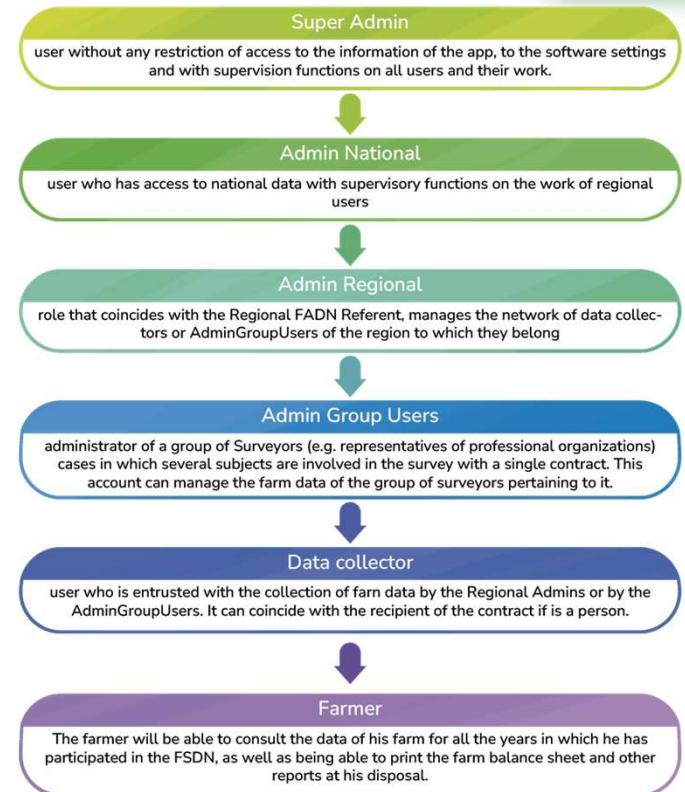 Super Admin
user without any restriction of access to the information of the app, to the software settings
and with supervision functions on all users and their work.
Admin National
user who has access to national data with supervisory functions on the work of regional
users
Admin Regional
role that coincides with the Regional FADN Referent, manages the network of data collec-
tors or AdminGroupUsers of the region to which they belong
Admin Group Users
administrator of a group of Surveyors (e.g. representatives of professional organizations)
cases in which several subjects are involved in the survey with a single contract. This
account can manage the farm data of the group of surveyors pertaining to it.
Data collector
user who is entrusted with the collection of farn data by the Regional Admins or by the
AdminGroupUsers. It can coincide with the recipient of the contract if is a person.
Farmer
The farmer will be able to consult the data of his farm for all the years in which he has
participated in the FSDN, as well as being able to print the farm balance sheet and other
reports at his disposal.